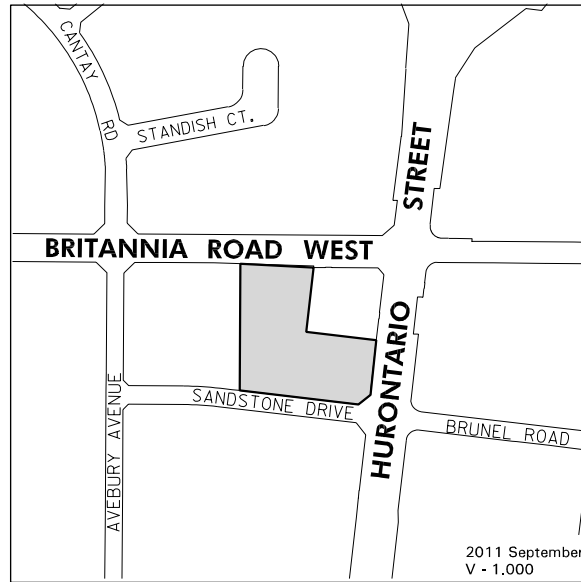 CANTAY RD
STANDISH CT.
HURONTARIO STREET
BRITANNIA ROAD WEST
AVEBURY AVENUE
SANDSTONE DRIVE
BRUNEL ROAD
2011 September
V - 1.000